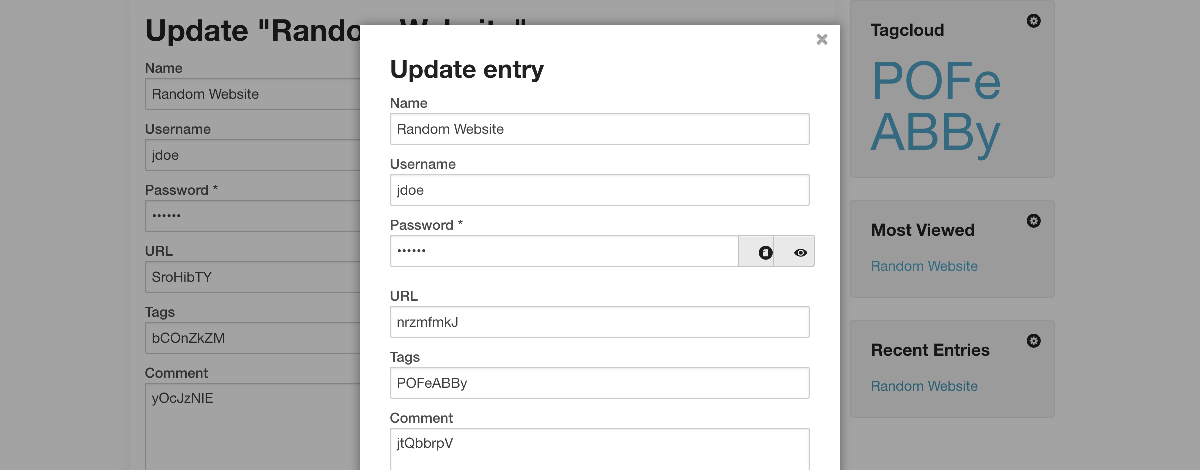 Update "Random Website"
Name
Random Website
Username
jdoe
Password *
••••••
URL
SroHibTY
Tags
bCOnZkZM
Comment
yOcJzNIE
×
Update entry
Name
Random Website
Username
jdoe
Password *
••••••
URL
nrzmfmkJ
Tags
POFeABBy
Comment
jtQbbrpV
Tagcloud
POFe
ABBy
Most Viewed
Random Website
Recent Entries
Random Website